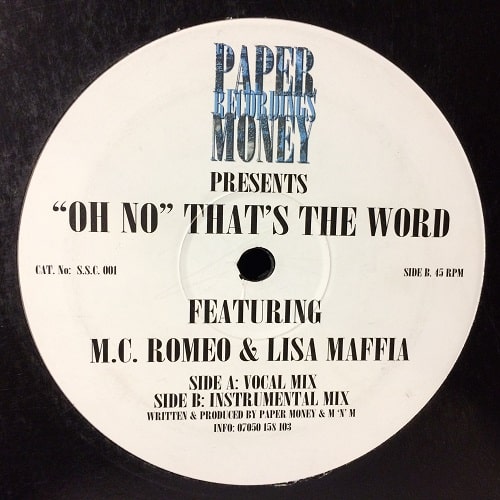 PAPER
RECORDINGS
MONEY
PRESENTS
“OH NO” THAT'S THE WORD
CAT. No: S.S.C. 001
SIDE B. 45 RPM
FEATURING
M.C. ROMEO & LISA MAFFIA
SIDE A: VOCAL MIX
SIDE B: INSTRUMENTAL MIX
WRITTEN & PRODUCED BY PAPER MONEY & M 'N' M
INFO: 07050 158 103